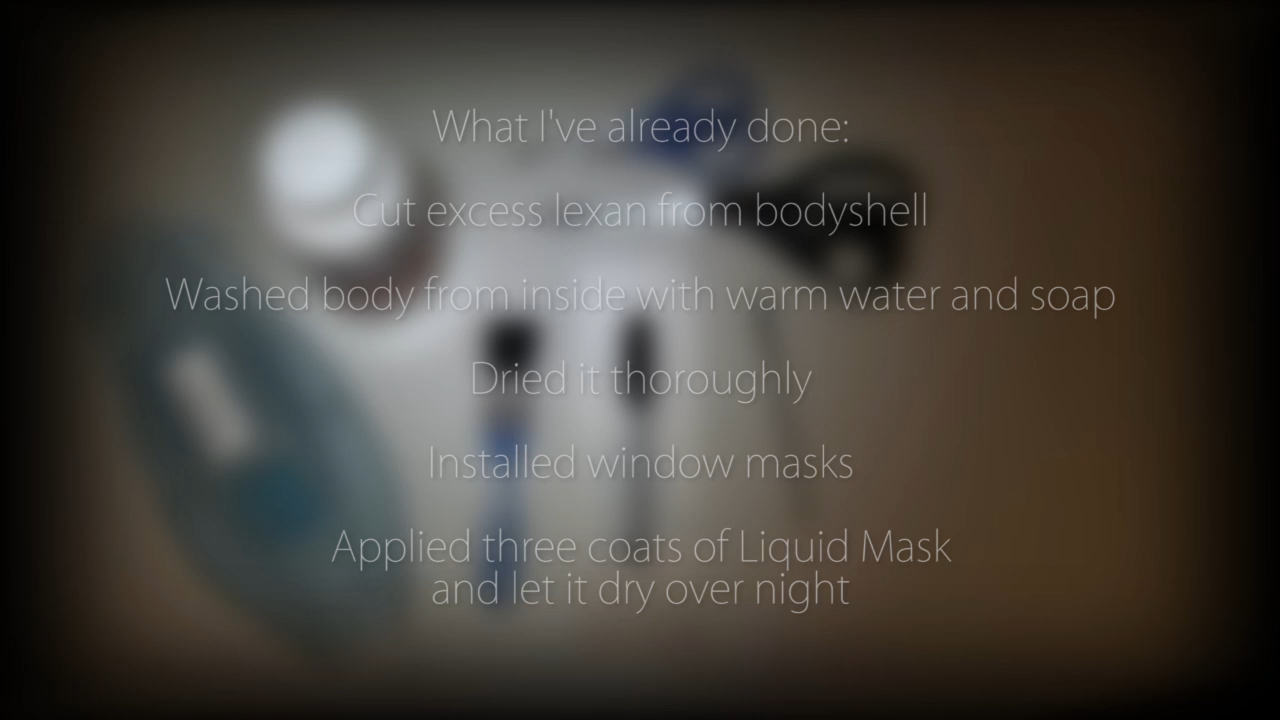 What I've already done:
Cut excess lexan from bodyshell
Washed body from inside with warm water and soap
Dried it thoroughly
Installed window masks
Applied three coats of Liquid Mask
and let it dry over night